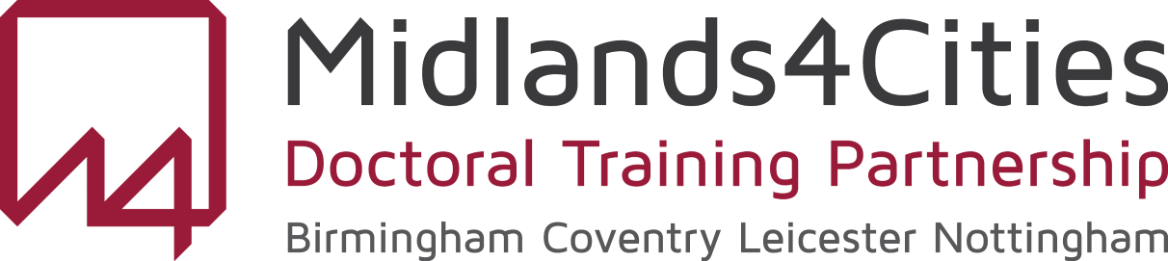 Midlands4Cities
Doctoral Training Partnership
Birmingham Coventry Leicester Nottingham